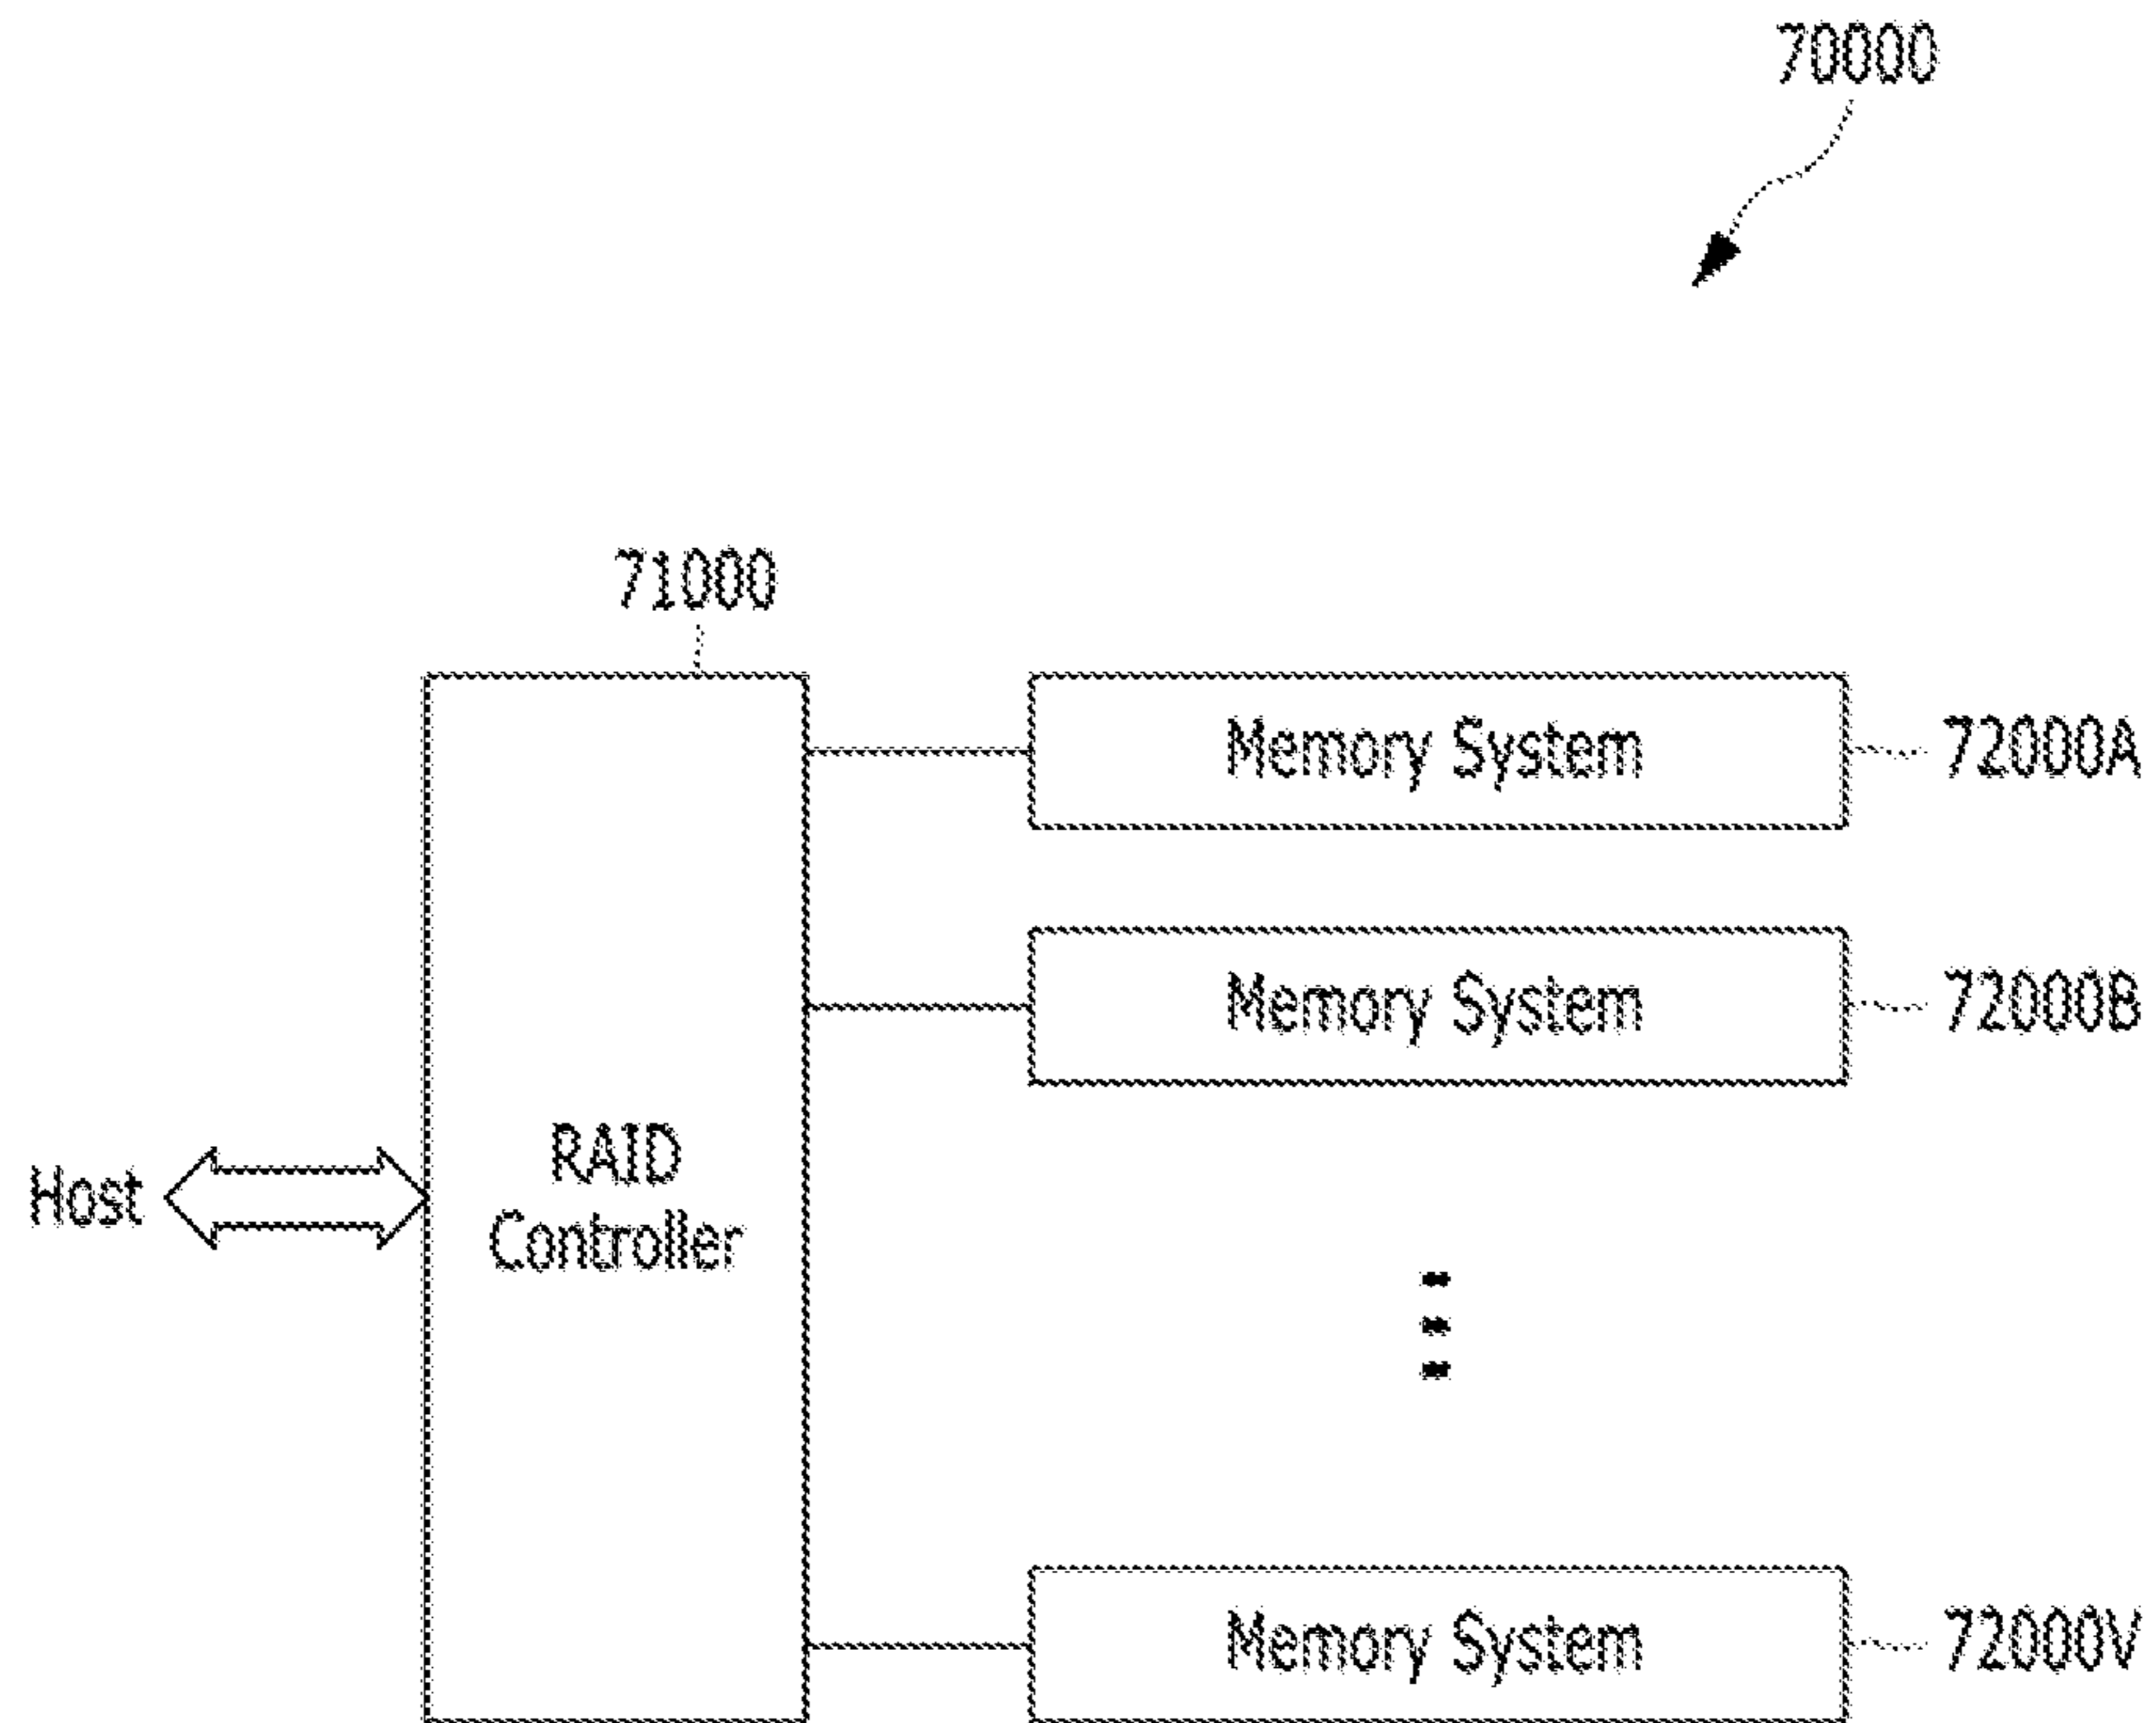 70000
71000
Memory System
72000A
Memory System
72000B
Host
RAID
Controller
Memory System
72000V